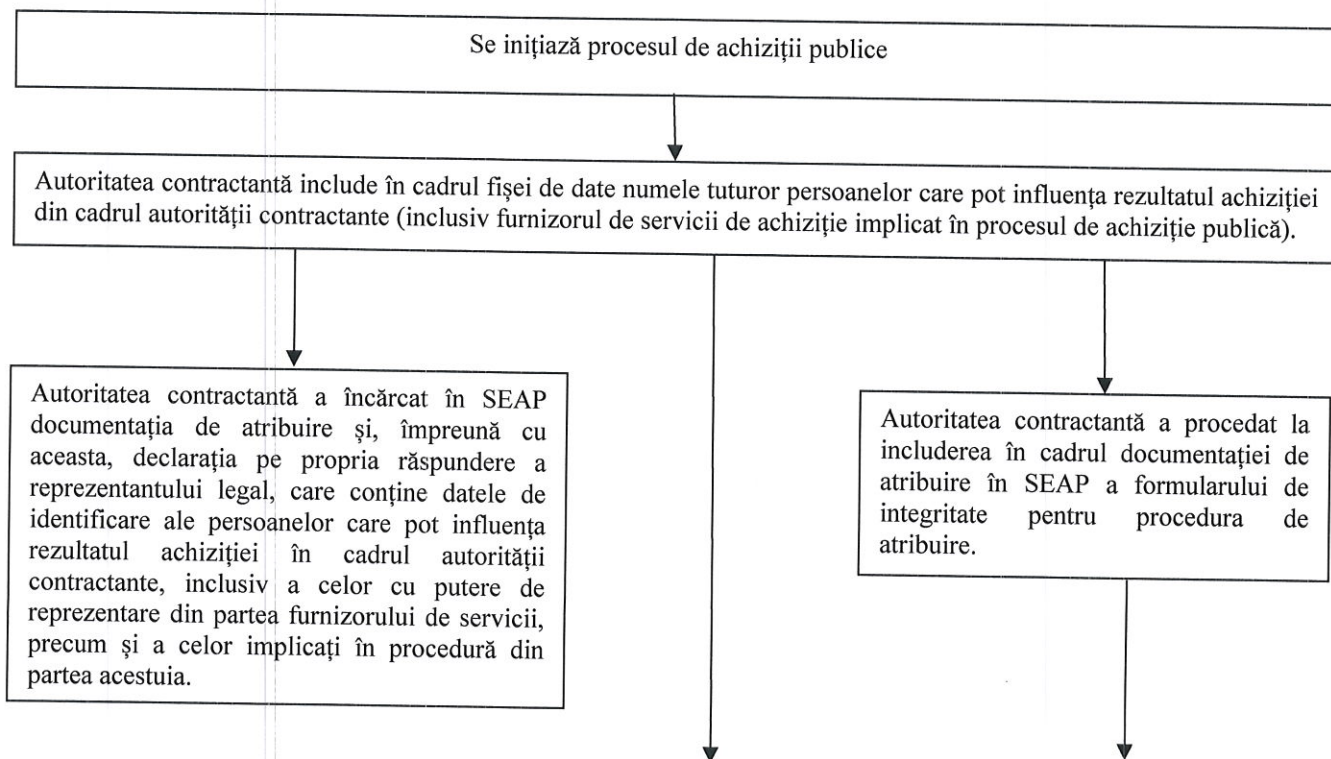 Se inițiază procesul de achiziții publice
Autoritatea contractantă include în cadrul fișei de date numele tuturor persoanelor care pot influența rezultatul achiziției
din cadrul autorității contractante (inclusiv furnizorul de servicii de achiziție implicat în procesul de achiziție publică).
Autoritatea contractantă a încărcat în SEAP
documentația de atribuire și, împreună cu
aceasta, declarația pe propria răspundere a
reprezentantului legal, care conține datele de
identificare ale persoanelor care pot influența
rezultatul achiziției în cadrul autorității
contractante, inclusiv a celor cu putere de
reprezentare din partea furnizorului de servicii,
precum și a celor implicați în procedură din
partea acestuia.
Autoritatea contractantă a procedat la
includerea în cadrul documentației de
atribuire în SEAP a formularului de
integritate pentru procedura de
atribuire.